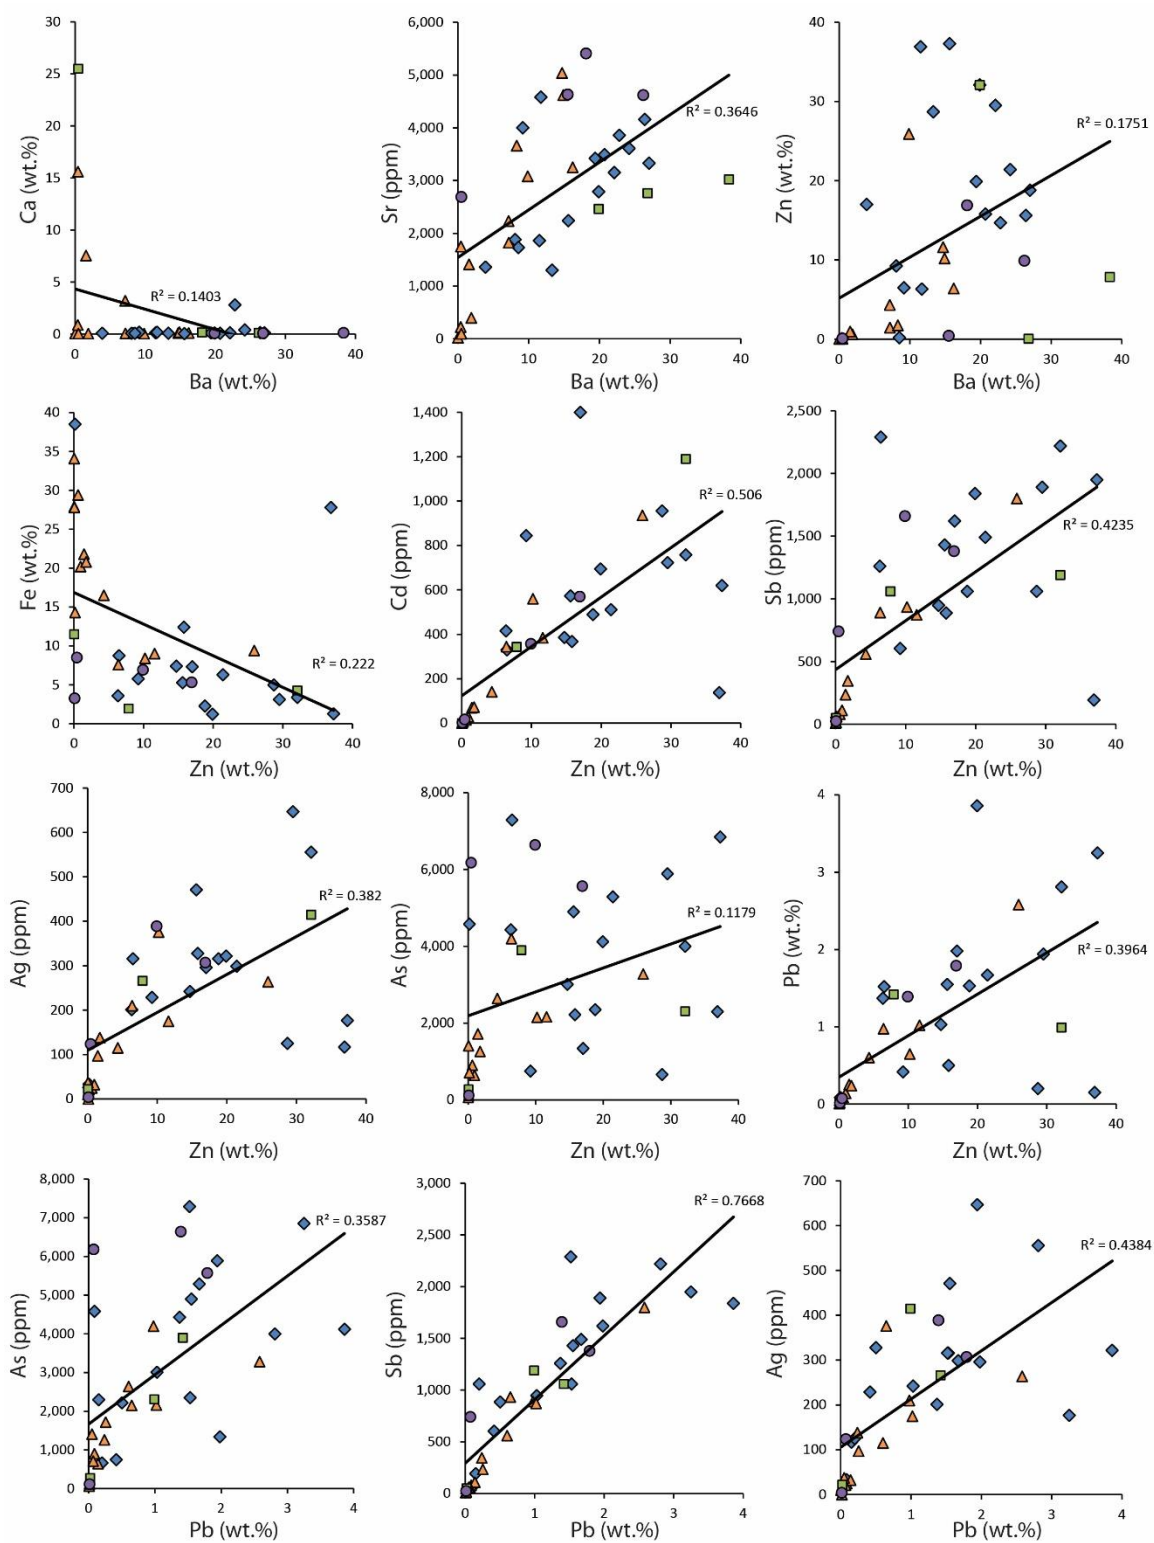 30
25
20
15
10
5
0
Ca (wt.%)
R² = 0.1403
0 10 20 30 40
Ba (wt.%)
6,000
5,000
4,000
3,000
2,000
1,000
0
Sr (ppm)
R² = 0.3646
0 10 20 30 40
Ba (wt.%)
40
30
20
10
0
Zn (wt.%)
R² = 0.1751
0 10 20 30 40
Ba (wt.%)
40
35
30
25
20
15
10
5
0
Fe (wt.%)
R² = 0.222
0 10 20 30 40
Zn (wt.%)
1,400
1,200
1,000
800
600
400
200
0
Cd (ppm)
R² = 0.506
0 10 20 30 40
Zn (wt.%)
2,500
2,000
1,500
1,000
500
0
Sb (ppm)
R² = 0.4235
0 10 20 30 40
Zn (wt.%)
700
600
500
400
300
200
100
0
Ag (ppm)
R² = 0.382
0 10 20 30 40
Zn (wt.%)
8,000
6,000
4,000
2,000
0
As (ppm)
R² = 0.1179
0 10 20 30 40
Zn (wt.%)
4
3
2
1
0
Pb (wt.%)
R² = 0.3964
0 10 20 30 40
Zn (wt.%)
8,000
7,000
6,000
5,000
4,000
3,000
2,000
1,000
0
As (ppm)
R² = 0.3587
0 1 2 3 4
Pb (wt.%)
3,000
2,500
2,000
1,500
1,000
500
0
Sb (ppm)
R² = 0.7668
0 1 2 3 4
Pb (wt.%)
700
600
500
400
300
200
100
0
Ag (ppm)
R² = 0.4384
0 1 2 3 4
Pb (wt.%)